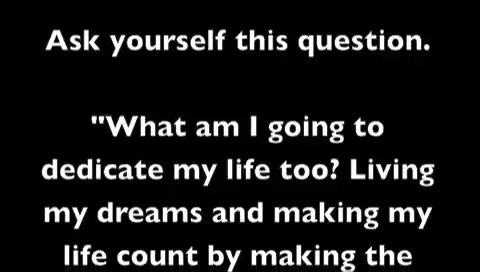 Ask yourself this question.
"What am I going to
dedicate my life too? Living
my dreams and making my
life count by making the